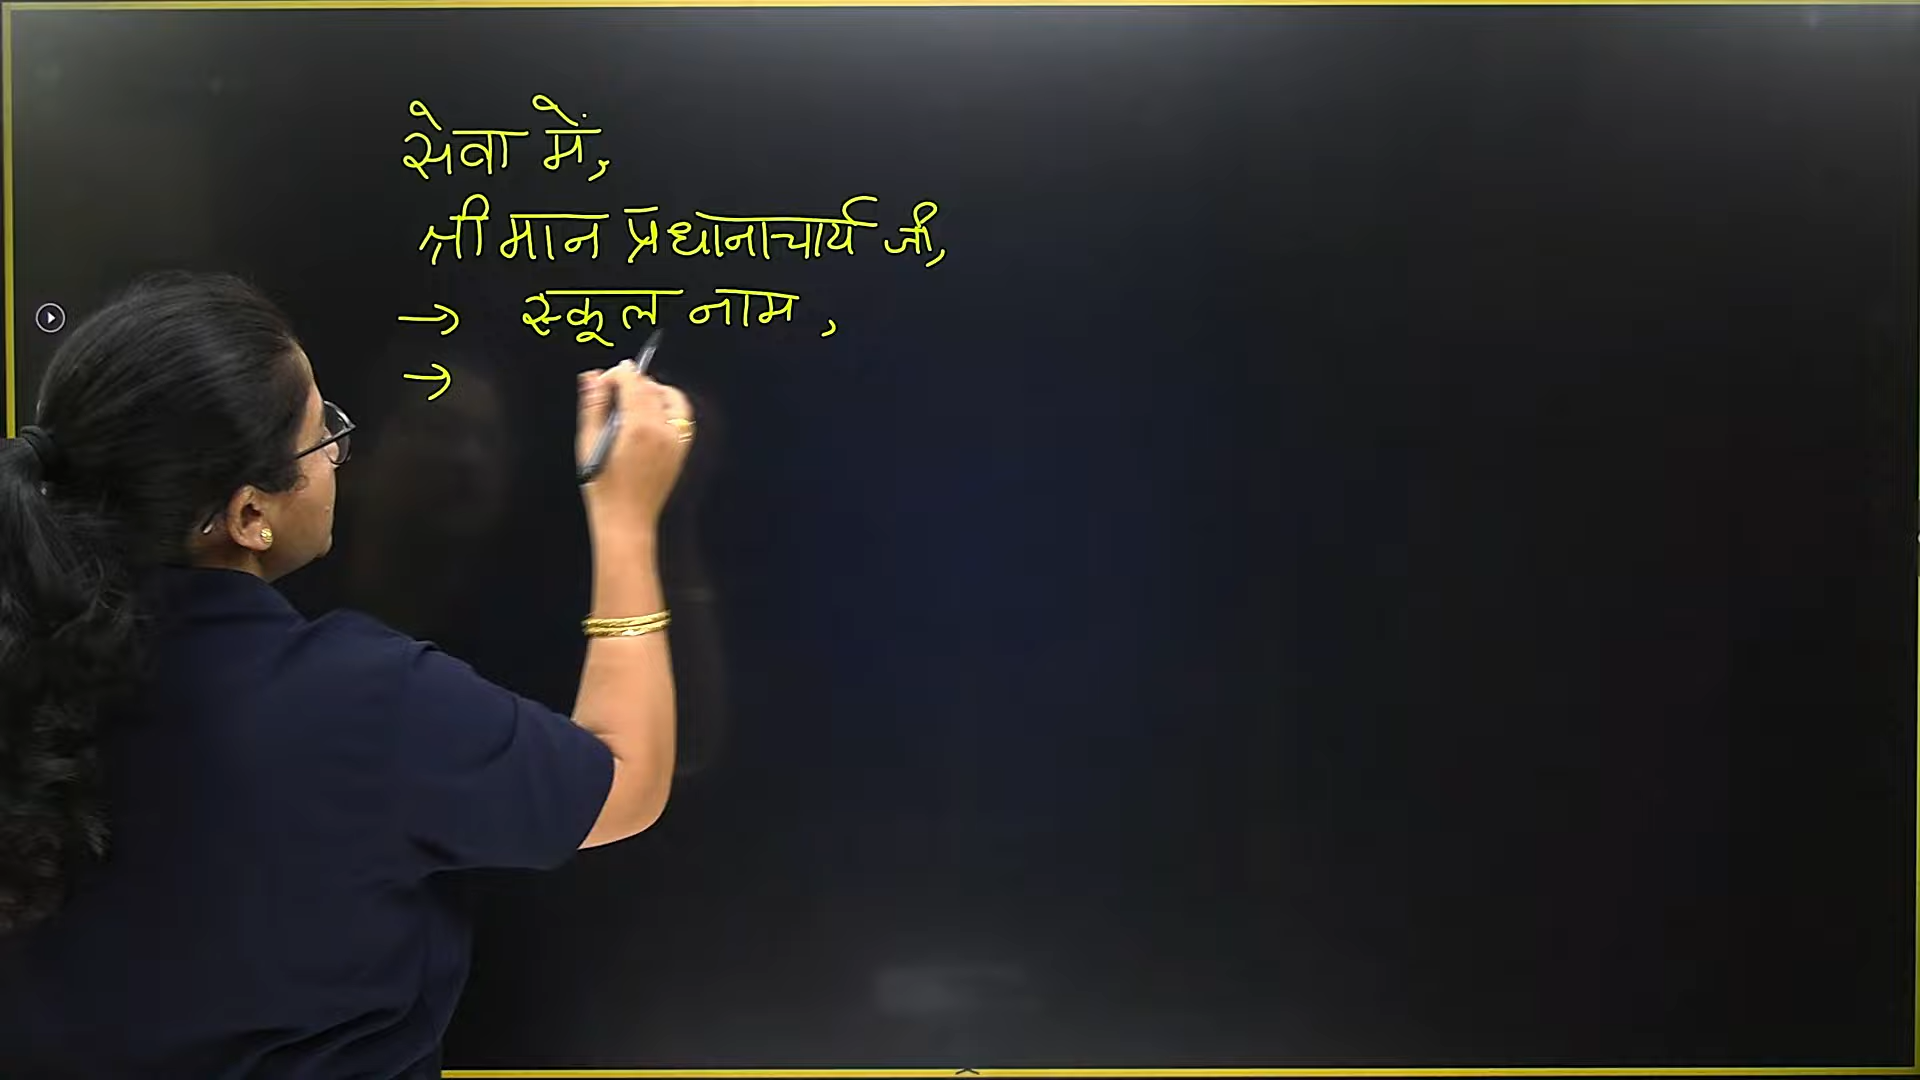 सेवा में,
श्रीमान प्रधानाचार्य जी,
→ स्कूल नाम,
→